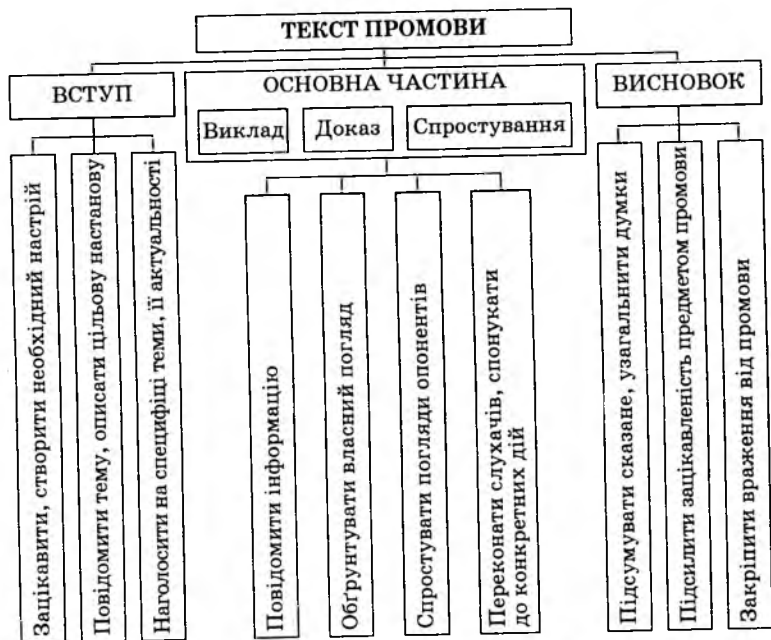 ТЕКСТ ПРОМОВИ
ВСТУП
ОСНОВНА ЧАСТИНА
ВИСНОВОК
Виклад
Доказ
Спростування
Зацікавити, створити необхідний настрій
Повідомити тему, описати цільову настанову
Наголосити на специфіці теми, її актуальності
Повідомити інформацію
Обґрунтувати власний погляд
Спростувати погляди опонентів
Переконати слухачів, спонукати
до конкретних дій
Підсумувати сказане, узагальнити думки
Підсилити зацікавленість предметом промови
Закріпити враження від промови